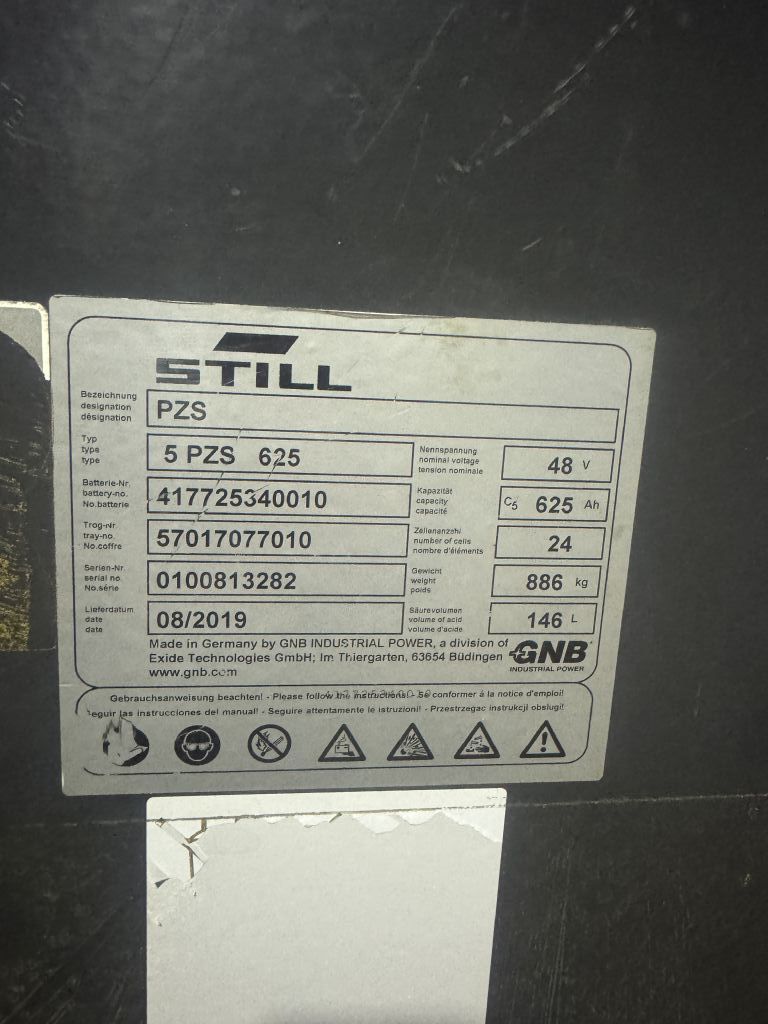 STILL
Bezeichnung
designation
désignation
PZS
Typ
type
type
5 PZS 625
Nennspannung
nominal voltage
tension nominale
48 V
Batterie-Nr.
battery-no.
No.batterie
417725340010
Kapazität
capacity
capacité
C5 625 Ah
Trog-Nr.
tray-no.
No.coffre
57017077010
Zellenanzahl
number of cells
nombre d'éléments
24
Serien-Nr.
serial no.
No.série
0100813282
Gewicht
weight
poids
886 kg
Lieferdatum
date
date
08/2019
Säurevolumen
volume of acid
volume d'acide
146 L
Made in Germany by GNB INDUSTRIAL POWER, a division of
Exide Technologies GmbH; Im Thiergarten, 63654 Büdingen
www.gnb.com
GNB
INDUSTRIAL POWER
Gebrauchsanweisung beachten! - Please follow the instructions! - Se conformer à la notice d'emploi!
Seguir las instrucciones del manual! - Seguire attentamente le istruzioni! - Przestrzegac instrukcji obslugi!